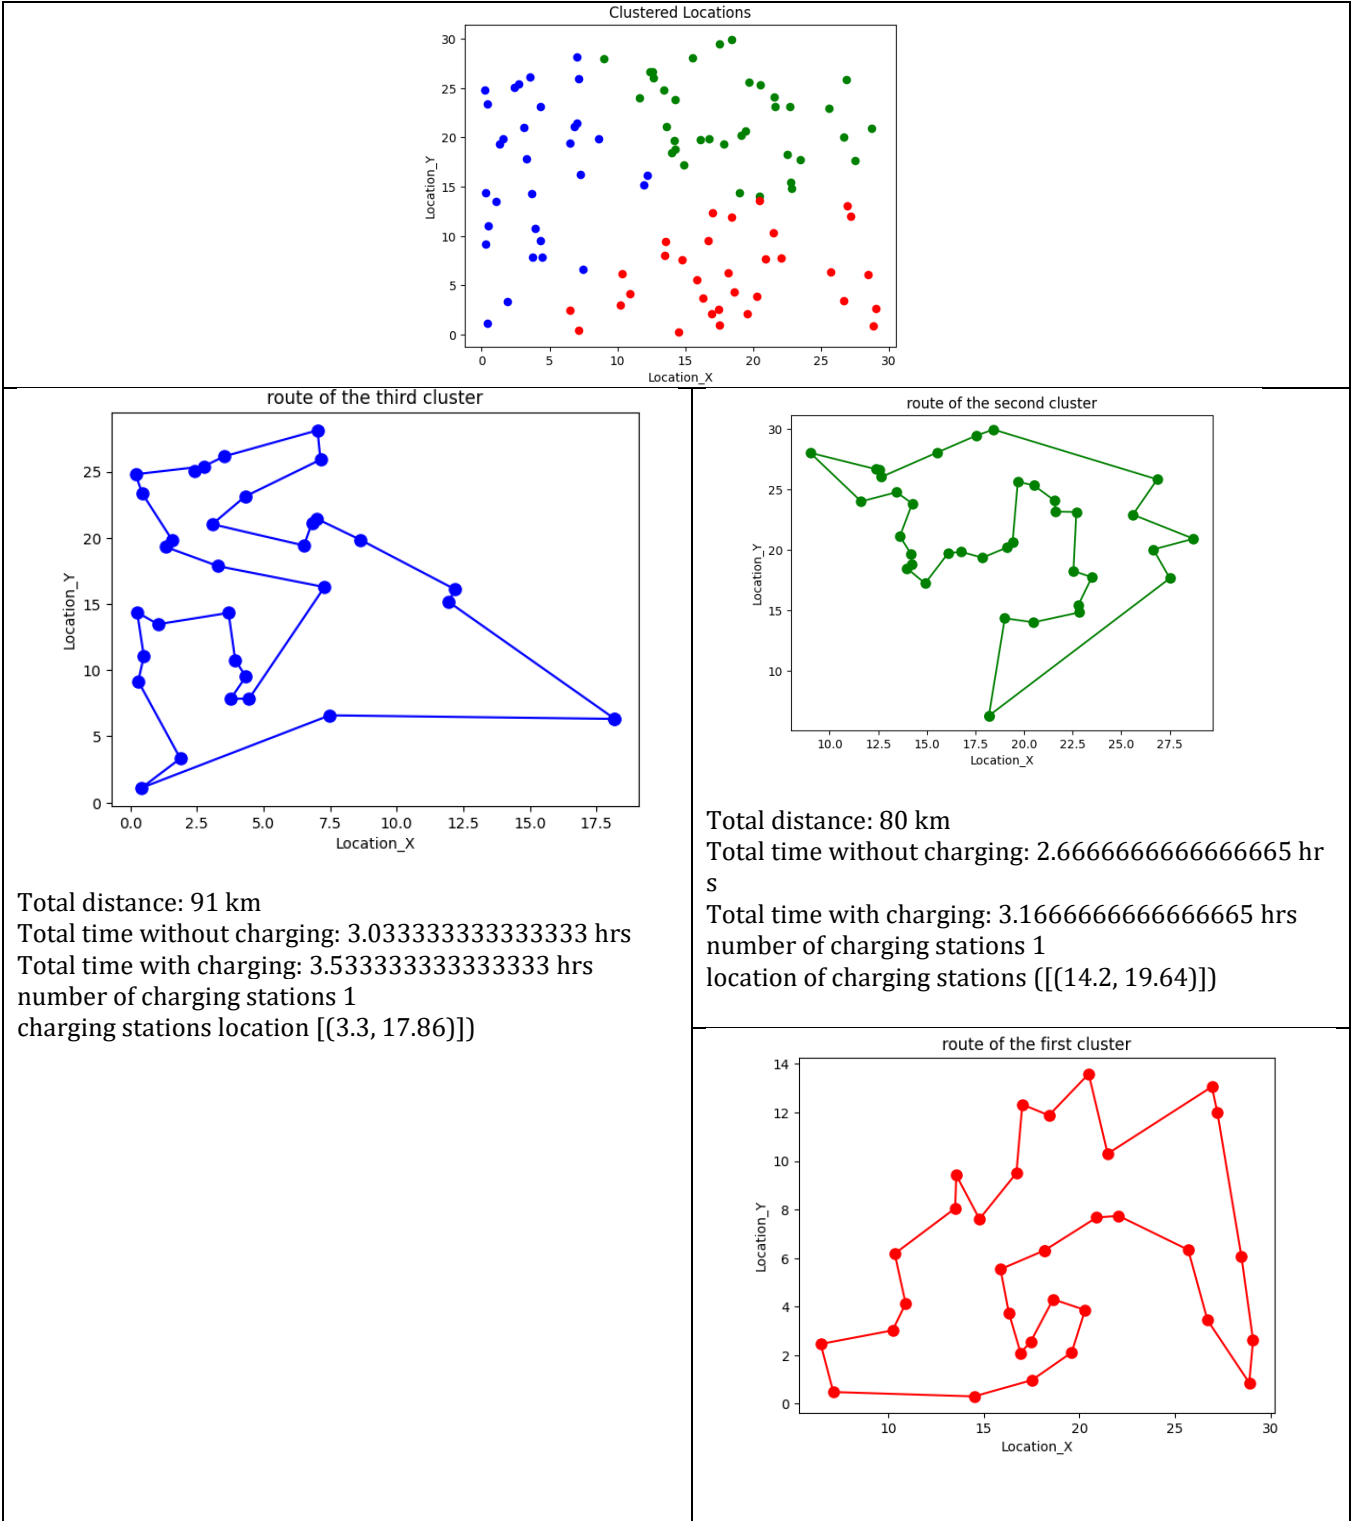 Clustered Locations
30
25
20
15
10
5
0
Location_Y
0 5 10 15 20 25 30
Location_X
route of the third cluster
25
20
15
10
5
0
Location_Y
0.0 2.5 5.0 7.5 10.0 12.5 15.0 17.5
Location_X
Total distance: 91 km
Total time without charging: 3.033333333333333 hrs
Total time with charging: 3.533333333333333 hrs
number of charging stations 1
charging stations location [(3.3, 17.86)])
route of the second cluster
30
25
20
15
10
Location_Y
10.0 12.5 15.0 17.5 20.0 22.5 25.0 27.5
Location_X
Total distance: 80 km
Total time without charging: 2.6666666666666665 hr
s
Total time with charging: 3.1666666666666665 hrs
number of charging stations 1
location of charging stations ([(14.2, 19.64)])
route of the first cluster
14
12
10
8
6
4
2
0
Location_Y
10 15 20 25 30
Location_X